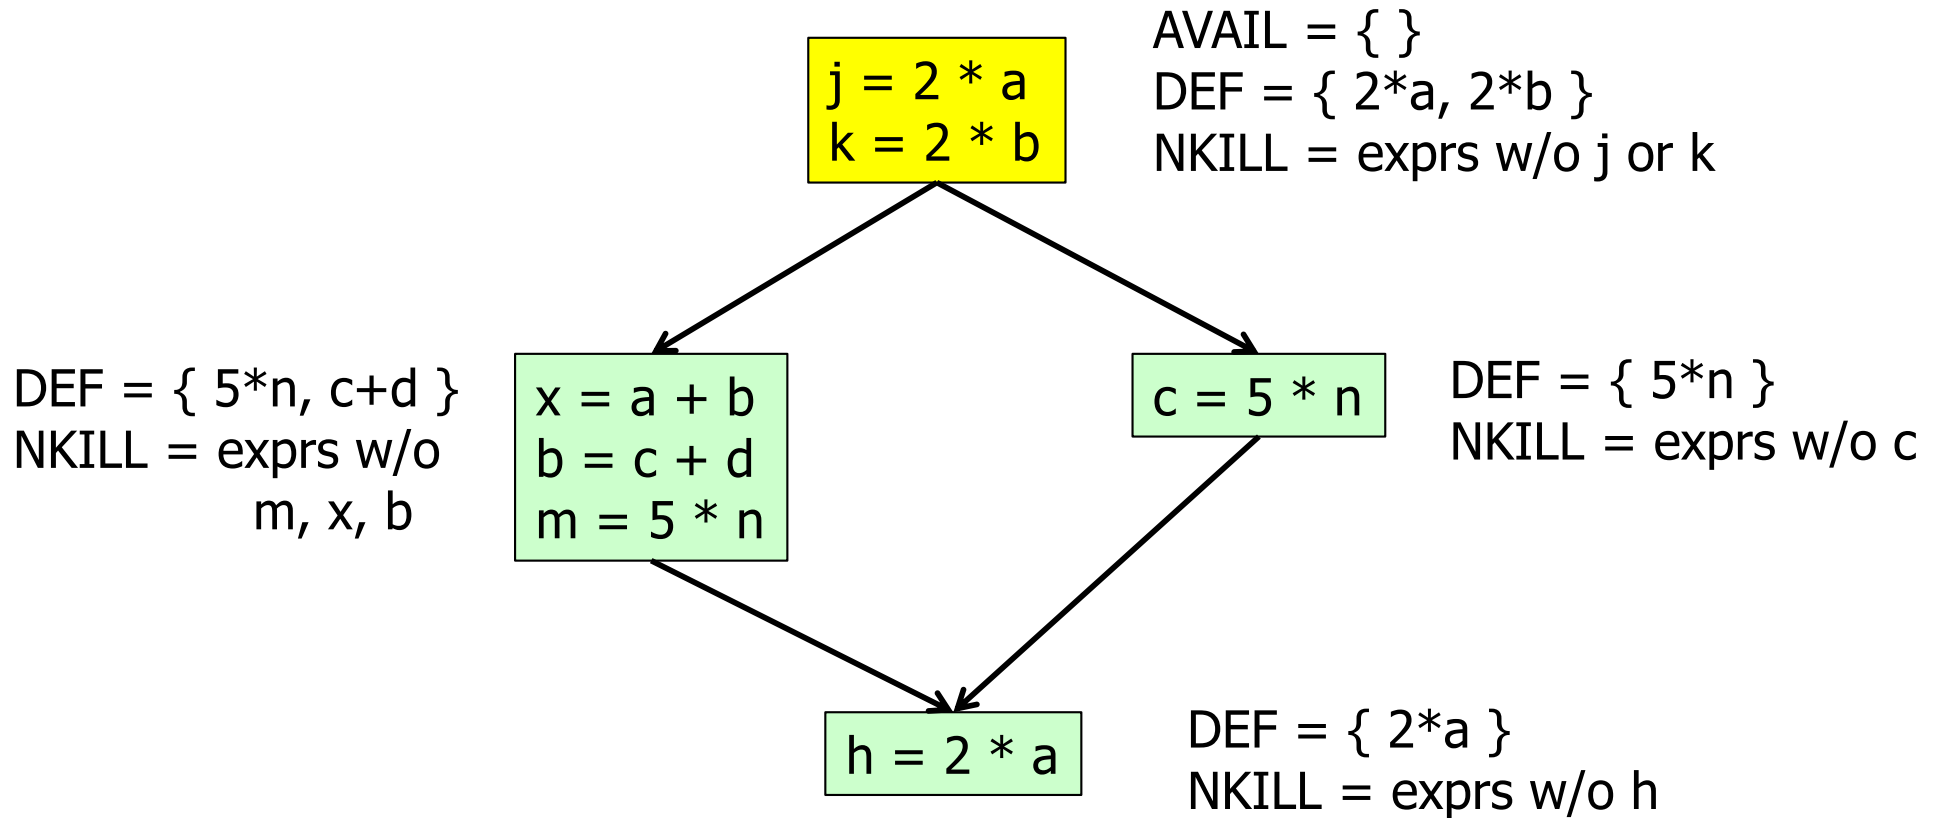 AVAIL = { }
DEF = { 2*a, 2*b }
NKILL = exprs w/o j or k
j = 2 * a
k = 2 * b
DEF = { 5*n, c+d }
NKILL = exprs w/o
m, x, b
x = a + b
b = c + d
m = 5 * n
c = 5 * n
DEF = { 5*n }
NKILL = exprs w/o c
h = 2 * a
DEF = { 2*a }
NKILL = exprs w/o h